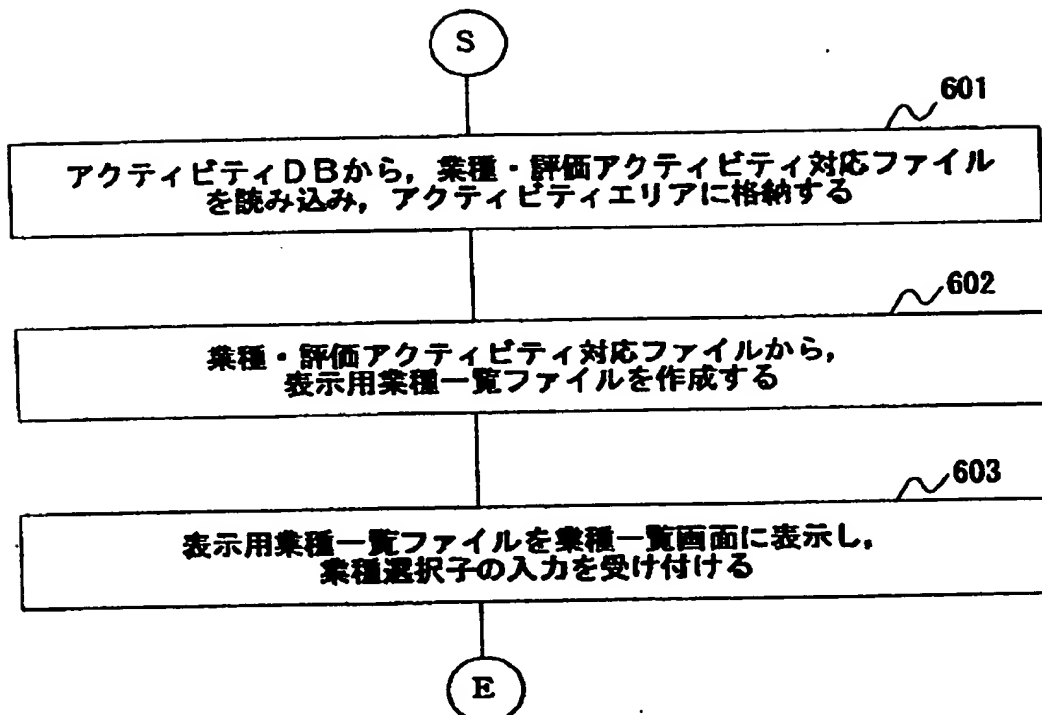 S
601
アクティビティDBから，業種・評価アクティビティ対応ファイル
を読み込み，アクティビティエリアに格納する
602
業種・評価アクティビティ対応ファイルから，
表示用業種一覧ファイルを作成する
603
表示用業種一覧ファイルを業種一覧画面に表示し，
業種選択子の入力を受け付ける
E